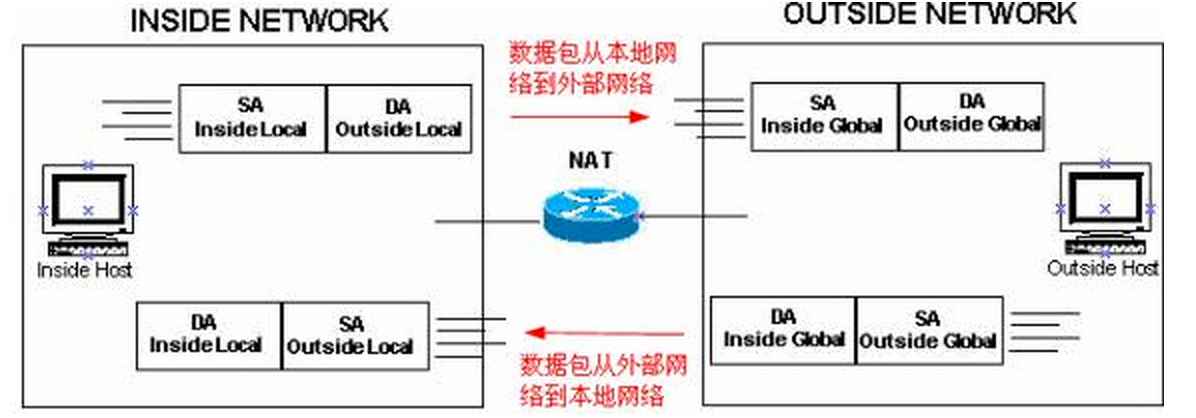 INSIDE NETWORK
OUTSIDE NETWORK
数据包从本地网
络到外部网络
SA
Inside Local
DA
Outside Local
SA
Inside Global
DA
Outside Global
NAT
Inside Host
Outside Host
DA
Inside Local
SA
Outside Local
DA
Inside Global
SA
Outside Global
数据包从外部网
络到本地网络